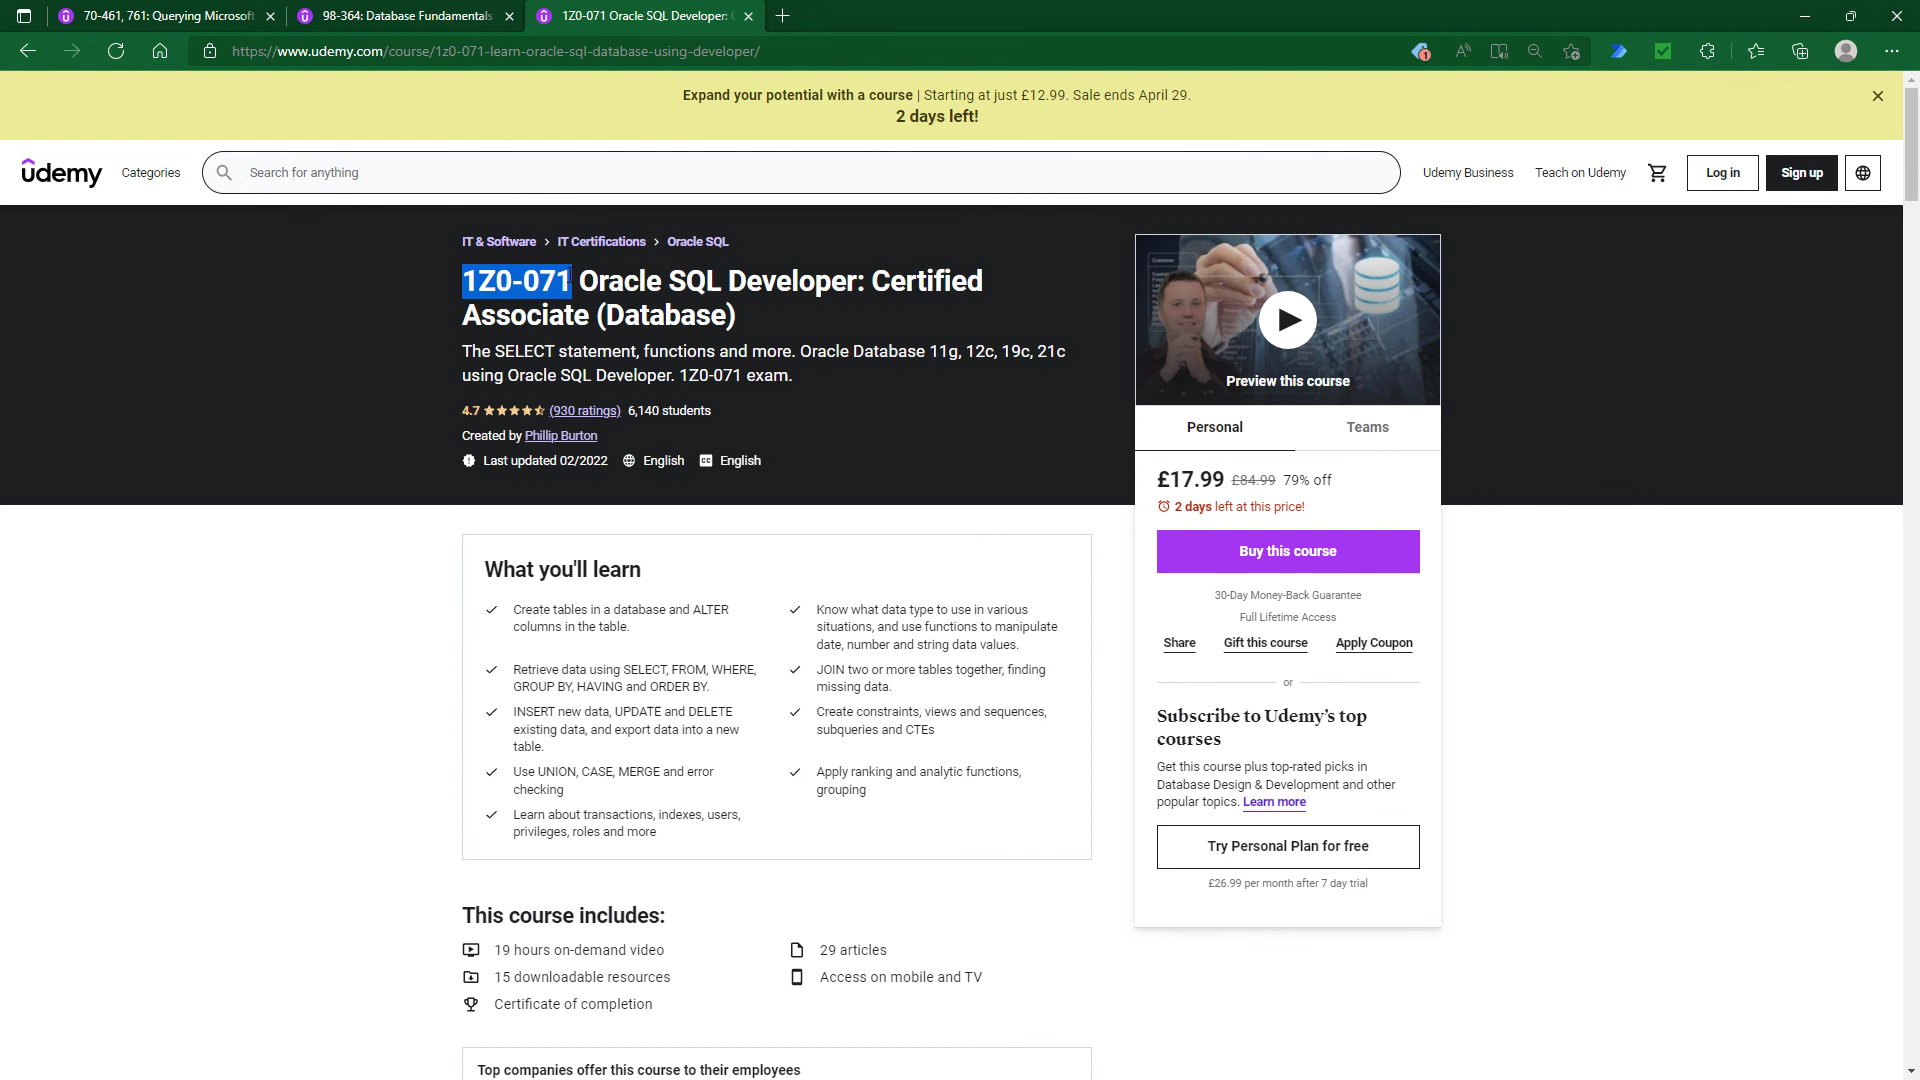 70-461, 761: Querying Microsoft
98-364: Database Fundamentals
1Z0-071 Oracle SQL Developer:
https://www.udemy.com/course/1z0-071-learn-oracle-sql-database-using-developer/
1
Expand your potential with a course | Starting at just £12.99. Sale ends April 29.
2 days left!
udemy
Categories
Search for anything
Udemy Business
Teach on Udemy
Log in
Sign up
IT & Software > IT Certifications > Oracle SQL
1Z0-071 Oracle SQL Developer: Certified
Associate (Database)
The SELECT statement, functions and more. Oracle Database 11g, 12c, 19c, 21c
using Oracle SQL Developer. 1Z0-071 exam.
4.7 (930 ratings) 6,140 students
Created by Phillip Burton
Last updated 02/2022 English CC English
Customer
Preview this course
Personal
Teams
£17.99 £84.99 79% off
2 days left at this price!
Buy this course
30-Day Money-Back Guarantee
Full Lifetime Access
Share
Gift this course
Apply Coupon
or
Subscribe to Udemy's top
courses
Get this course plus top-rated picks in
Database Design & Development and other
popular topics. Learn more
Try Personal Plan for free
£26.99 per month after 7 day trial
What you'll learn
Create tables in a database and ALTER
columns in the table.
Know what data type to use in various
situations, and use functions to manipulate
date, number and string data values.
Retrieve data using SELECT, FROM, WHERE,
GROUP BY, HAVING and ORDER BY.
JOIN two or more tables together, finding
missing data.
INSERT new data, UPDATE and DELETE
existing data, and export data into a new
table.
Create constraints, views and sequences,
subqueries and CTEs
Use UNION, CASE, MERGE and error
checking
Apply ranking and analytic functions,
grouping
Learn about transactions, indexes, users,
privileges, roles and more
This course includes:
19 hours on-demand video
29 articles
15 downloadable resources
Access on mobile and TV
Certificate of completion
Top companies offer this course to their employees